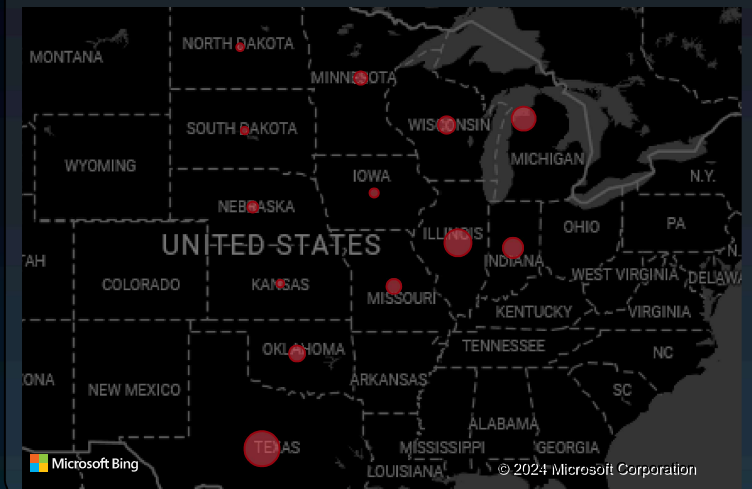 NORTH DAKOTA
MONTANA
MINNESOTA
WISCONSIN
SOUTH DAKOTA
MICHIGAN
WYOMING
IOWA
N.Y.
NEBRASKA
OHIO
PA
ILLINOIS
UNITED STATES
INDIANA
TAH
WEST VIRGINIA
DELAWA
COLORADO
KANSAS
MISSOURI
KENTUCKY
VIRGINIA
TENNESSEE
OKLAHOMA
NC
ONA
NEW MEXICO
ARKANSAS
SC
ALABAMA
TEXAS
MISSISSIPPI
GEORGIA
LOUISIANA
Microsoft Bing
© 2024 Microsoft Corporation